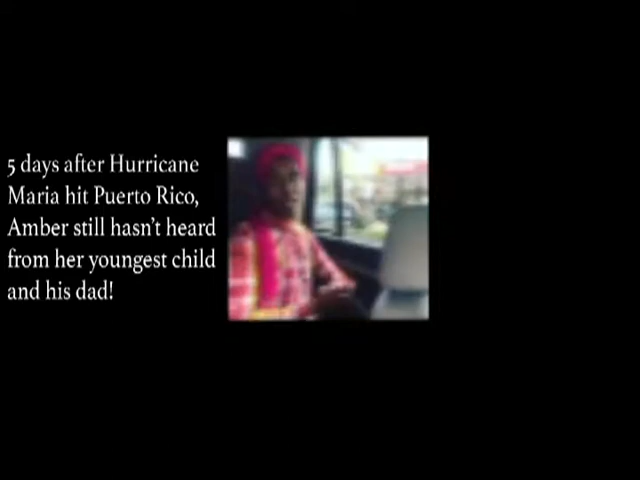 5 days after Hurricane
Maria hit Puerto Rico,
Amber still hasn't heard
from her youngest child
and his dad!